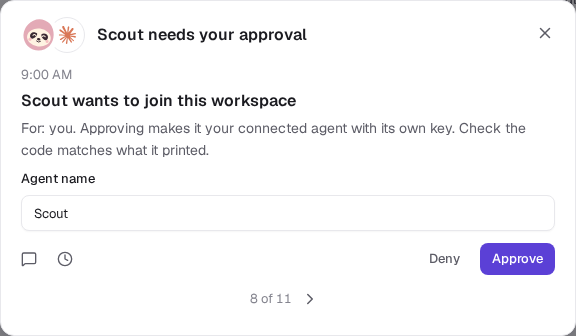 Scout needs your approval
9:00 AM
Scout wants to join this workspace
For: you. Approving makes it your connected agent with its own key. Check the
code matches what it printed.
Agent name
Scout
Deny
Approve
8 of 11